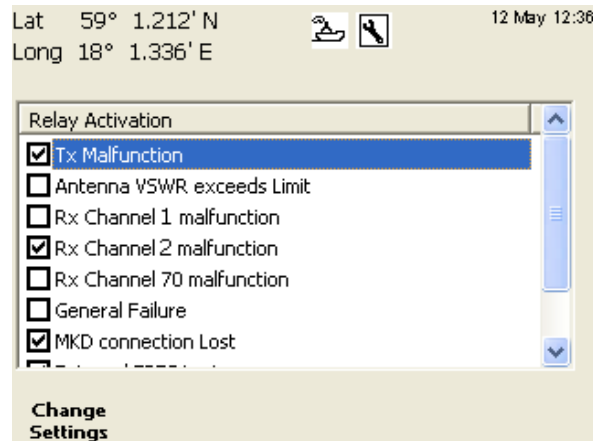 Lat 59° 1.212' N
12 May 12:36
Long 18° 1.336' E
Relay Activation
Tx Malfunction
Antenna VSWR exceeds Limit
Rx Channel 1 malfunction
Rx Channel 2 malfunction
Rx Channel 70 malfunction
General Failure
MKD connection Lost
Change
Settings